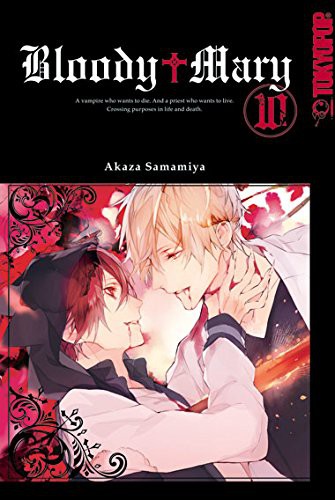 Bloody Mary
A vampire who wants to die. And a priest who wants to live.
Crossing purposes in life and death.
10
TOKYOPOP
Akaza Samamiya